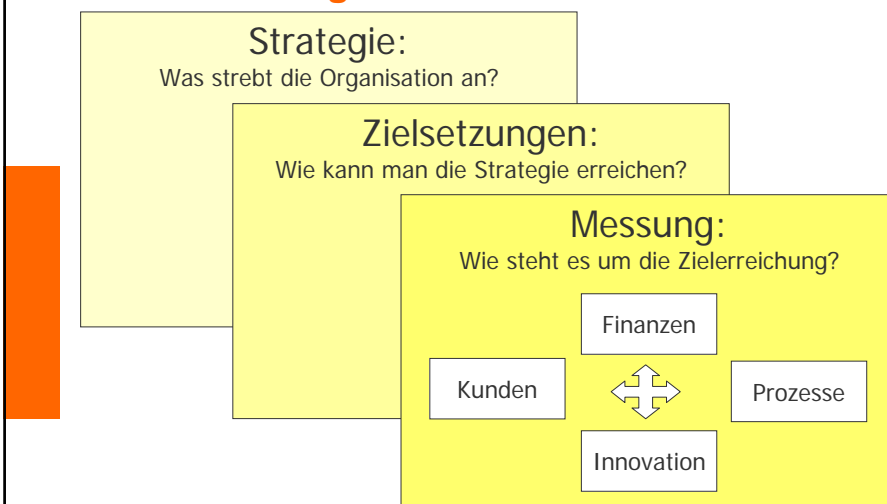 Strategie:
Was strebt die Organisation an?
Zielsetzungen:
Wie kann man die Strategie erreichen?
Messung:
Wie steht es um die Zielerreichung?
Finanzen
Kunden
Prozesse
Innovation